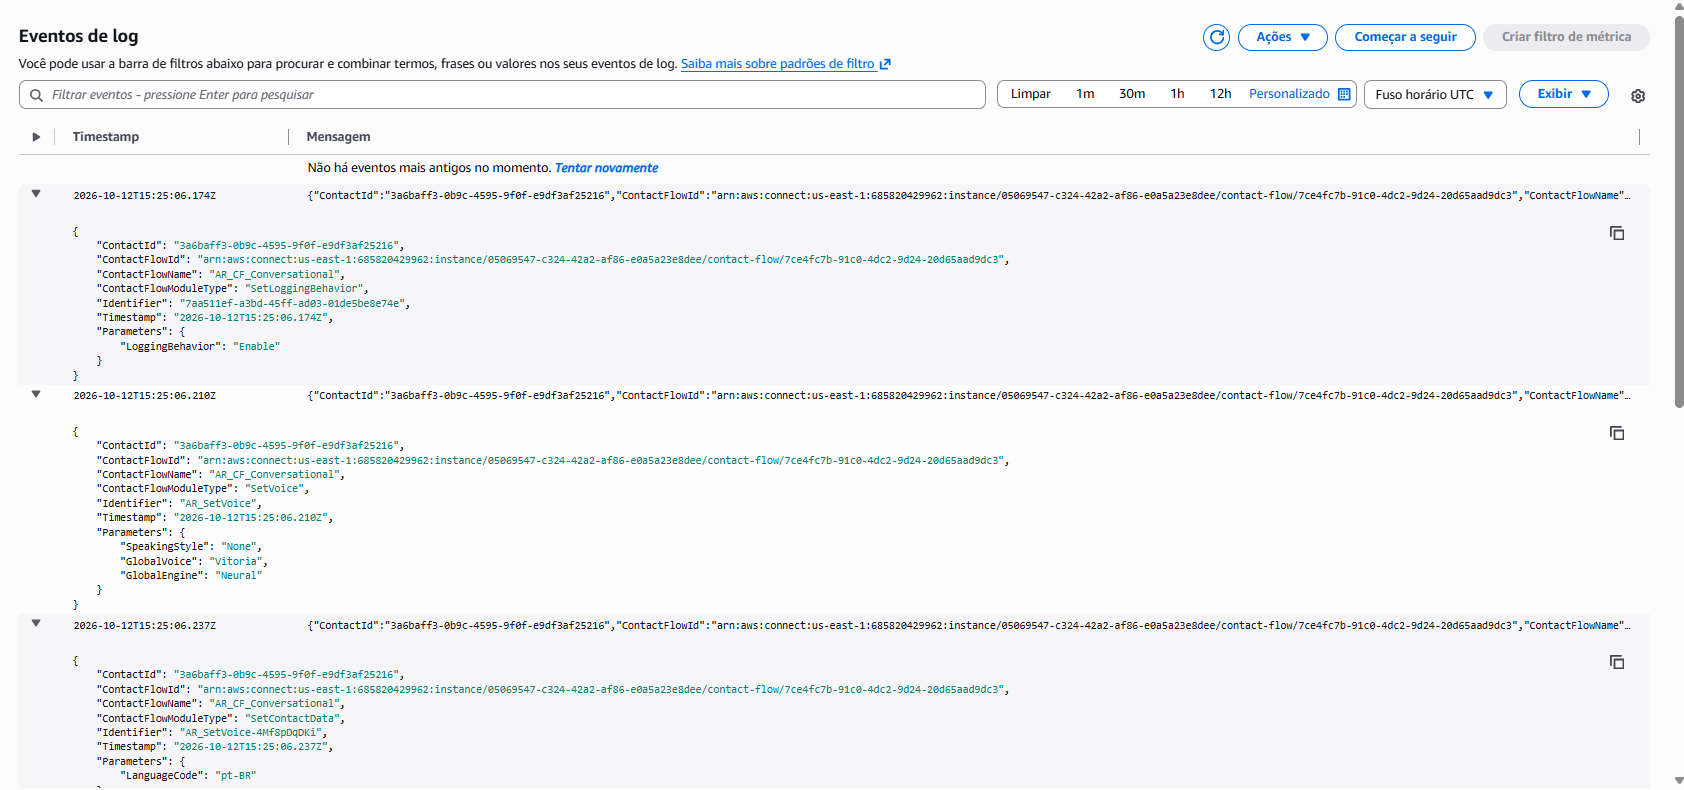 Eventos de log
Ações
Começar a seguir
Criar filtro de métrica
Você pode usar a barra de filtros abaixo para procurar e combinar termos, frases ou valores nos seus eventos de log. Saiba mais sobre padrões de filtro
Filtrar eventos - pressione Enter para pesquisar
Limpar 1m 30m 1h 12h Personalizado
Fuso horário UTC
Exibir
Timestamp
Mensagem
Não há eventos mais antigos no momento. Tentar novamente
2026-10-12T15:25:06.174Z {"ContactId":"3a6baff3-0b9c-4595-9f0f-e9df3af25216","ContactFlowId":"arn:aws:connect:us-east-1:685820429962:instance/05069547-c324-42a2-af86-e0a5a23e8dee/contact-flow/7ce4fc7b-91c0-4dc2-9d24-20d65aad9dc3","ContactFlowName"…
{
"ContactId": "3a6baff3-0b9c-4595-9f0f-e9df3af25216",
"ContactFlowId": "arn:aws:connect:us-east-1:685820429962:instance/05069547-c324-42a2-af86-e0a5a23e8dee/contact-flow/7ce4fc7b-91c0-4dc2-9d24-20d65aad9dc3",
"ContactFlowName": "AR_CF_Conversational",
"ContactFlowModuleType": "SetLoggingBehavior",
"Identifier": "7aa511ef-a3bd-45ff-ad03-01de5be8e74e",
"Timestamp": "2026-10-12T15:25:06.174Z",
"Parameters": {
"LoggingBehavior": "Enable"
}
}
2026-10-12T15:25:06.210Z {"ContactId":"3a6baff3-0b9c-4595-9f0f-e9df3af25216","ContactFlowId":"arn:aws:connect:us-east-1:685820429962:instance/05069547-c324-42a2-af86-e0a5a23e8dee/contact-flow/7ce4fc7b-91c0-4dc2-9d24-20d65aad9dc3","ContactFlowName"…
{
"ContactId": "3a6baff3-0b9c-4595-9f0f-e9df3af25216",
"ContactFlowId": "arn:aws:connect:us-east-1:685820429962:instance/05069547-c324-42a2-af86-e0a5a23e8dee/contact-flow/7ce4fc7b-91c0-4dc2-9d24-20d65aad9dc3",
"ContactFlowName": "AR_CF_Conversational",
"ContactFlowModuleType": "SetVoice",
"Identifier": "AR_SetVoice",
"Timestamp": "2026-10-12T15:25:06.210Z",
"Parameters": {
"SpeakingStyle": "None",
"GlobalVoice": "Vitoria",
"GlobalEngine": "Neural"
}
}
2026-10-12T15:25:06.237Z {"ContactId":"3a6baff3-0b9c-4595-9f0f-e9df3af25216","ContactFlowId":"arn:aws:connect:us-east-1:685820429962:instance/05069547-c324-42a2-af86-e0a5a23e8dee/contact-flow/7ce4fc7b-91c0-4dc2-9d24-20d65aad9dc3","ContactFlowName"…
{
"ContactId": "3a6baff3-0b9c-4595-9f0f-e9df3af25216",
"ContactFlowId": "arn:aws:connect:us-east-1:685820429962:instance/05069547-c324-42a2-af86-e0a5a23e8dee/contact-flow/7ce4fc7b-91c0-4dc2-9d24-20d65aad9dc3",
"ContactFlowName": "AR_CF_Conversational",
"ContactFlowModuleType": "SetContactData",
"Identifier": "AR_SetVoice-4Mf8pDqDKi",
"Timestamp": "2026-10-12T15:25:06.237Z",
"Parameters": {
"LanguageCode": "pt-BR"